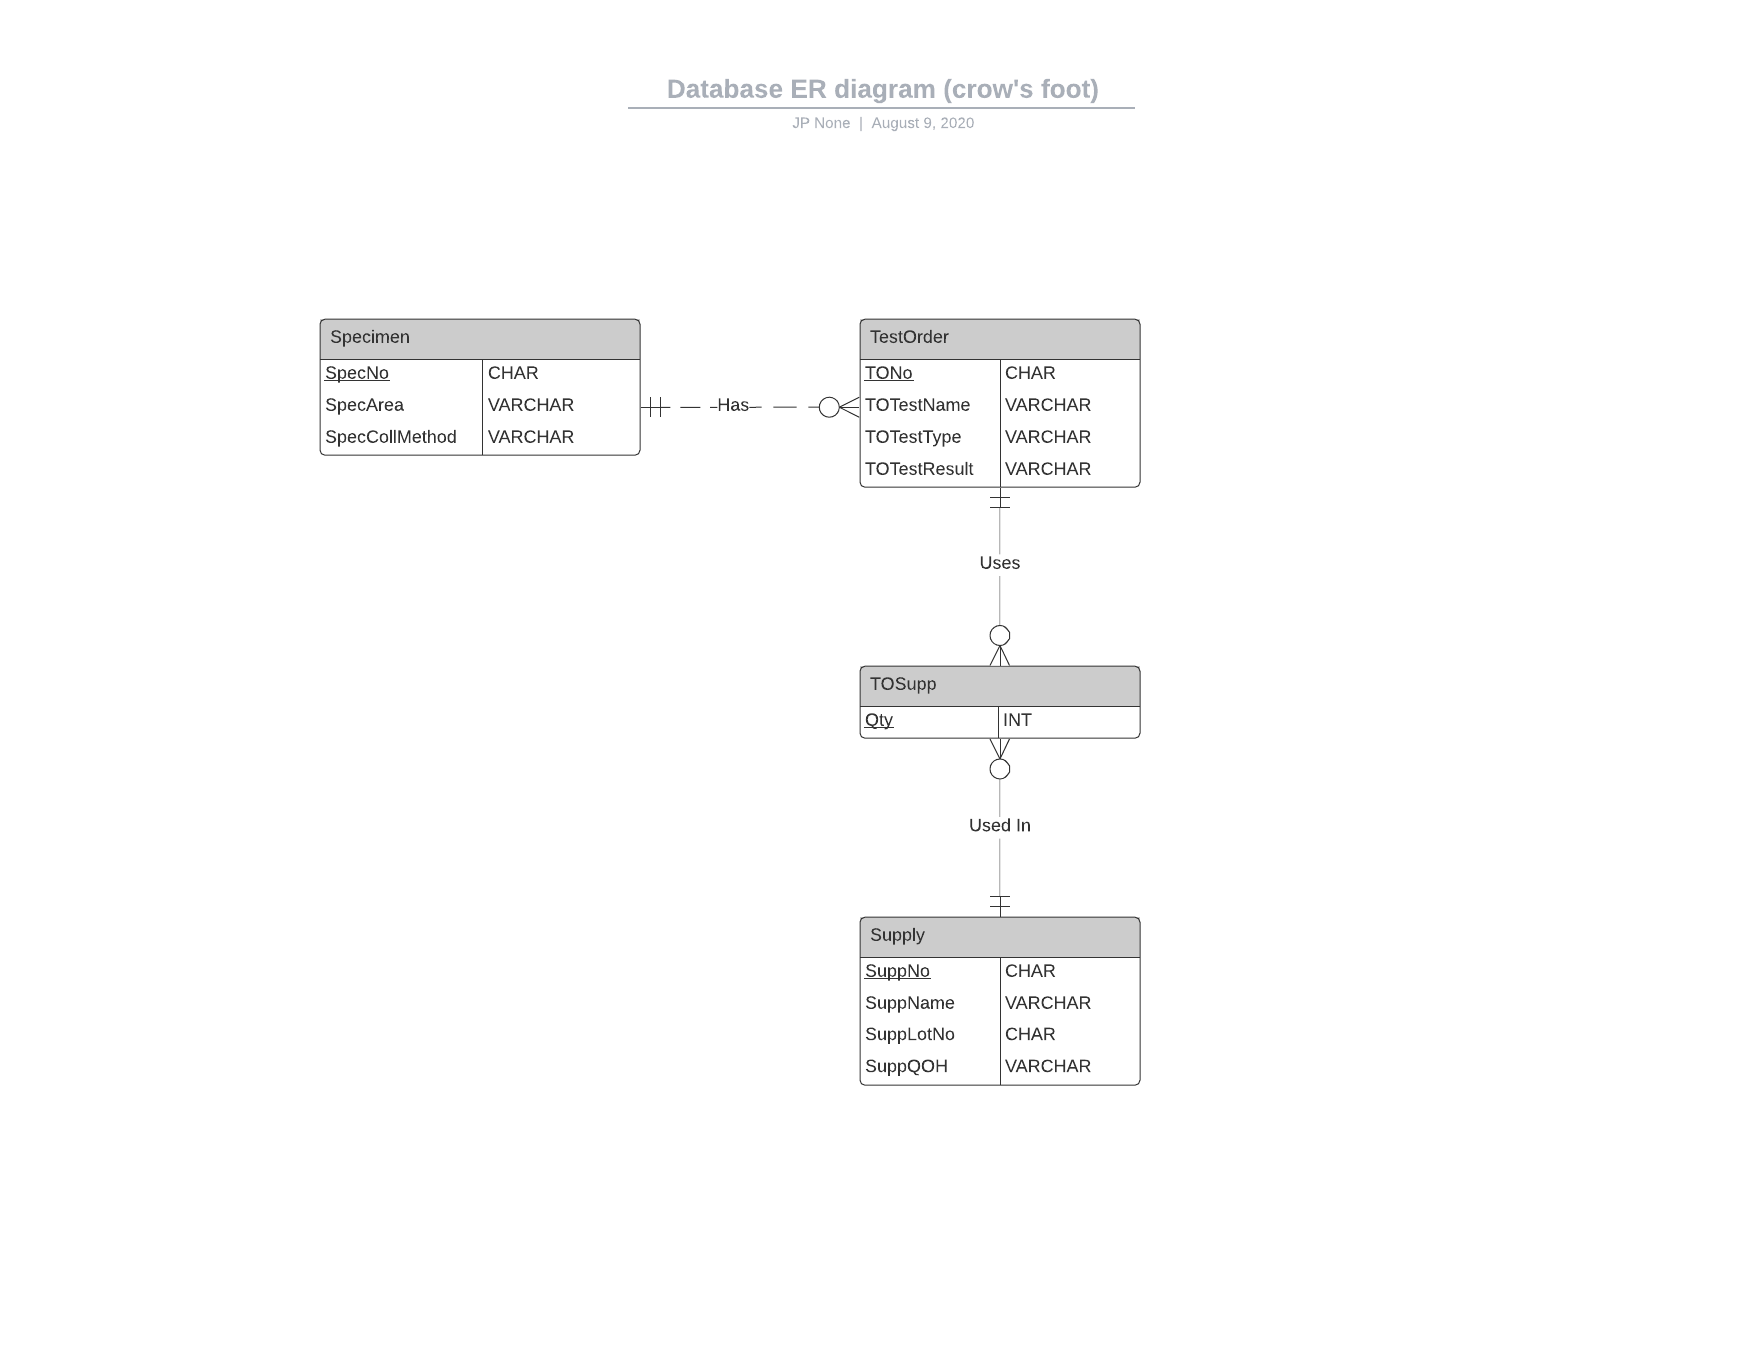 Database ER diagram (crow's foot)
JP None | August 9, 2020
Specimen
SpecNo CHAR
SpecArea VARCHAR
SpecCollMethod VARCHAR
Has
TestOrder
TONo CHAR
TOTestName VARCHAR
TOTestType VARCHAR
TOTestResult VARCHAR
Uses
TOSupp
Qty INT
Used In
Supply
SuppNo CHAR
SuppName VARCHAR
SuppLotNo CHAR
SuppQOH VARCHAR